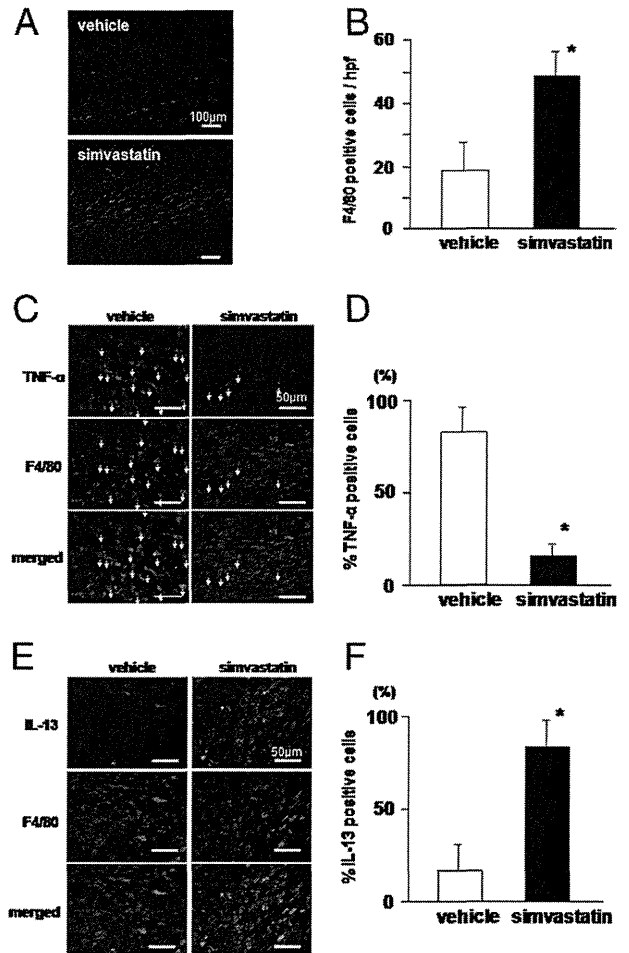 A
vehicle
100µm
simvastatin
B
F4/80 positive cells / hpf
60
40
20
0
*
vehicle simvastatin
C
vehicle simvastatin
TNF-α
50µm
F4/80
merged
D
(%)
% TNF-α positive cells
100
50
0
*
vehicle simvastatin
E
vehicle simvastatin
IL-13
50µm
F4/80
merged
F
(%)
% IL-13 positive cells
100
50
0
*
vehicle simvastatin